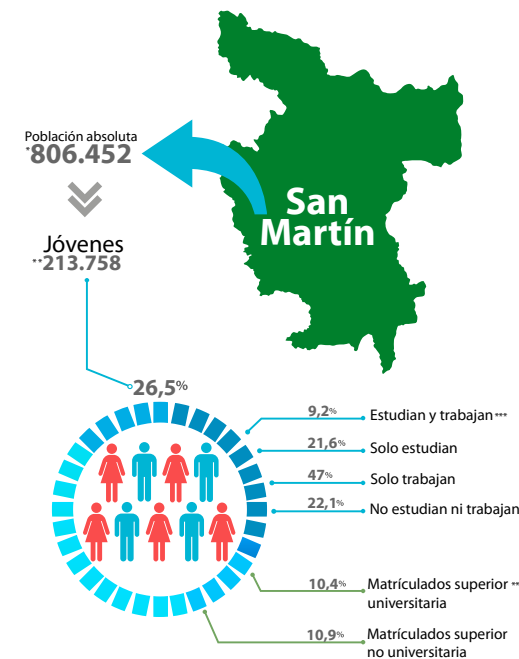 Población absoluta
*806.452
San
Martín
Jóvenes
**213.758
26,5%
9,2% Estudian y trabajan***
21,6% Solo estudian
47% Solo trabajan
22,1% No estudian ni trabajan
10,4% Matrículados superior **
universitaria
10,9% Matrículados superior
no universitaria